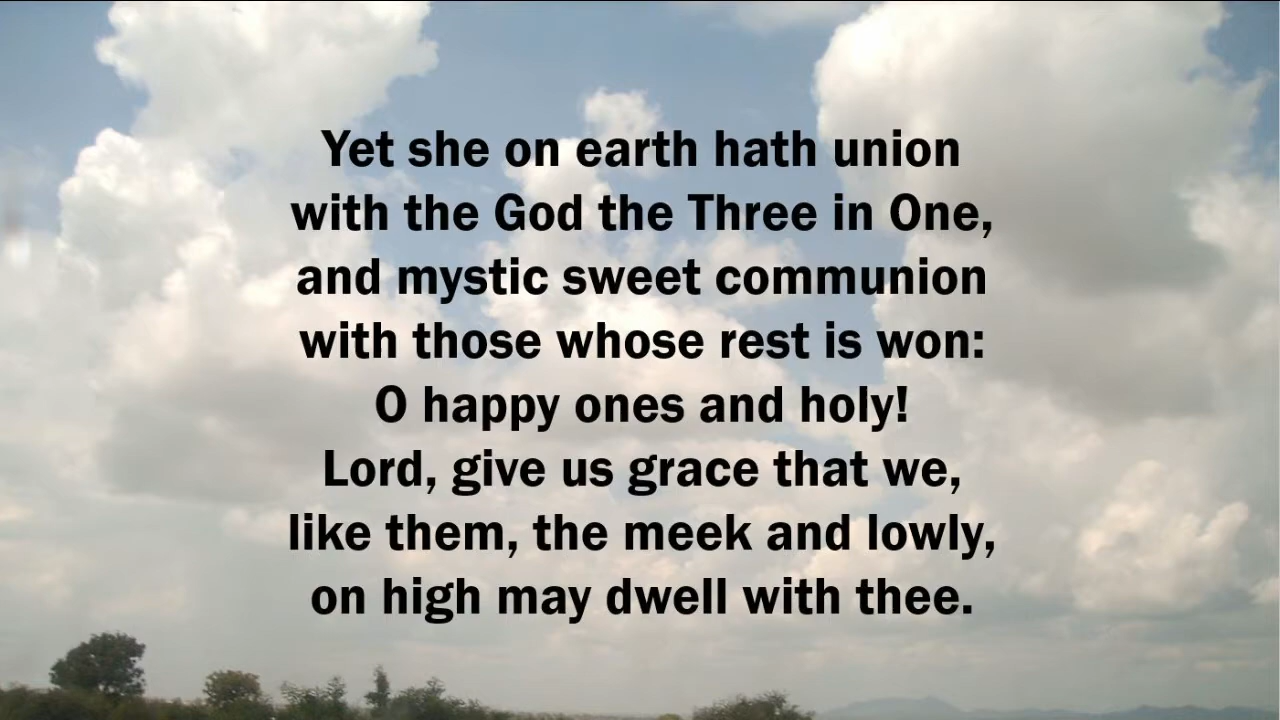 Yet she on earth hath union
with the God the Three in One,
and mystic sweet communion
with those whose rest is won:
O happy ones and holy!
Lord, give us grace that we,
like them, the meek and lowly,
on high may dwell with thee.